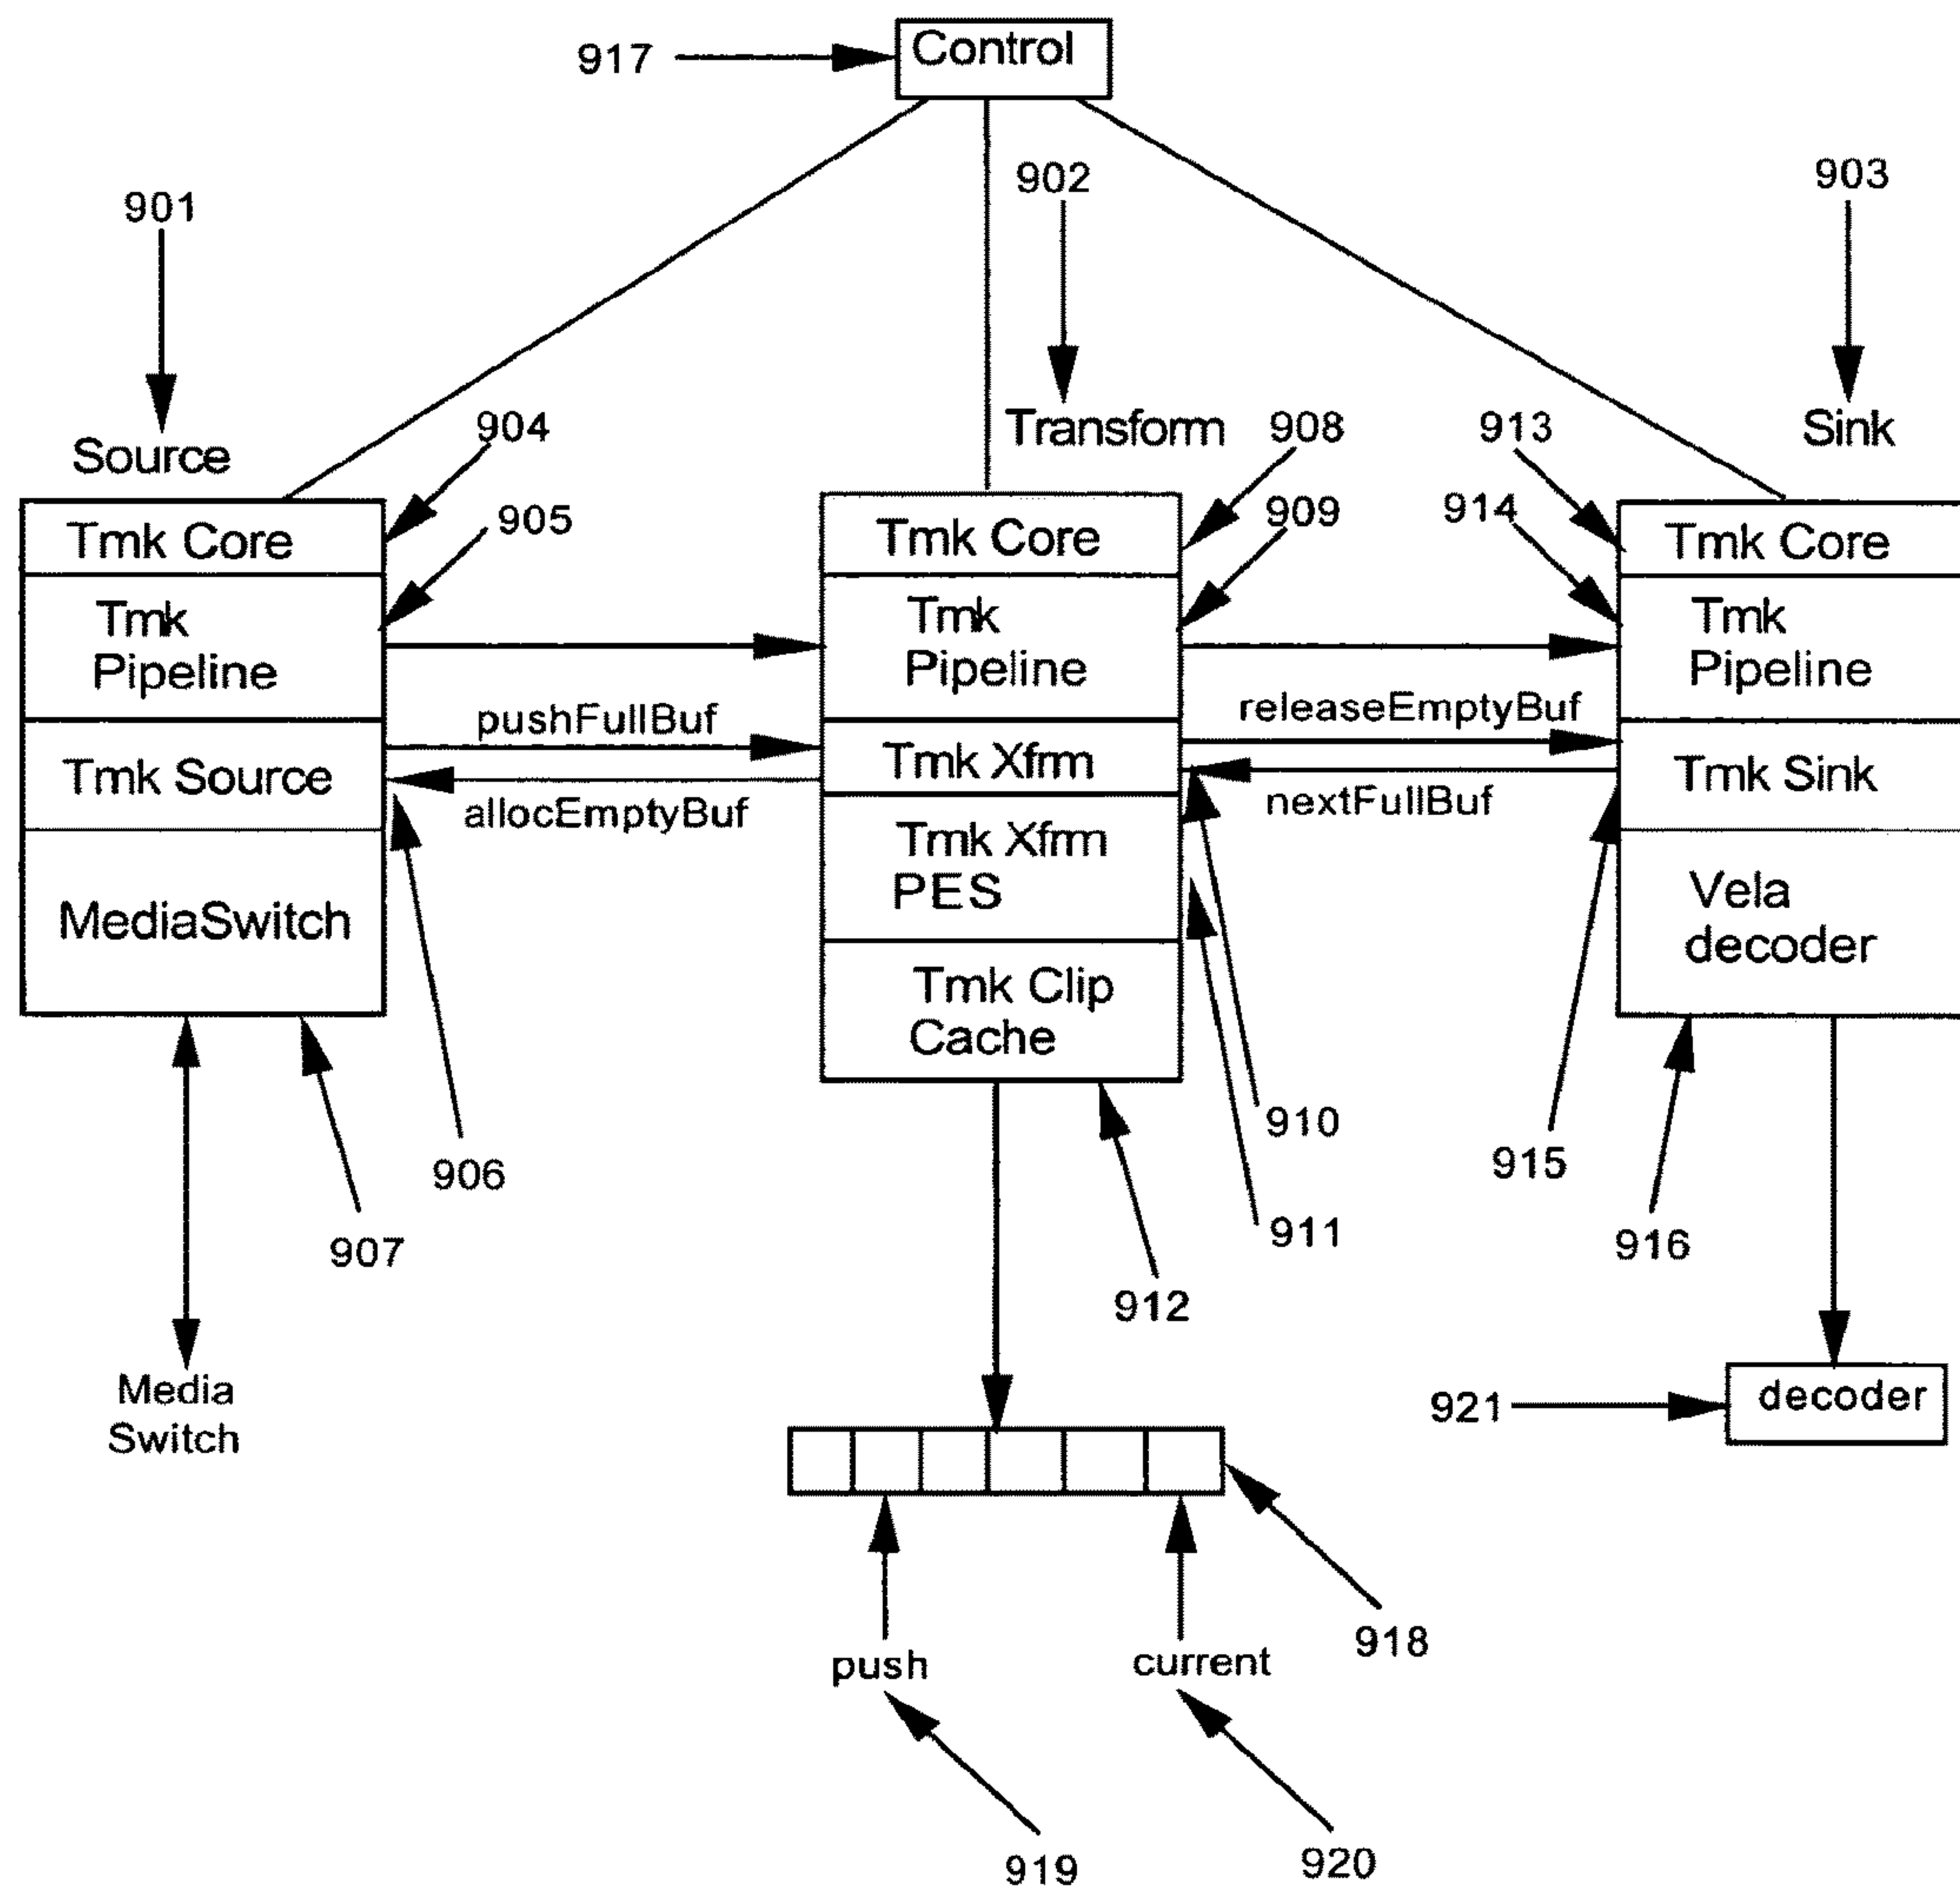 Control
917
902
903
901
904
Transform
908
913
Sink
Source
905
909
914
Tmk Core
Tmk Core
Tmk Core
Tmk
Pipeline
Tmk
Pipeline
Tmk
Pipeline
pushFullBuf
releaseEmptyBuf
Tmk Source
Tmk Xfrm
Tmk Sink
allocEmptyBuf
nextFullBuf
Tmk Xfrm
PES
MediaSwitch
Vela
decoder
Tmk Clip
Cache
910
906
915
911
907
916
912
Media
Switch
decoder
921
918
push
current
919
920